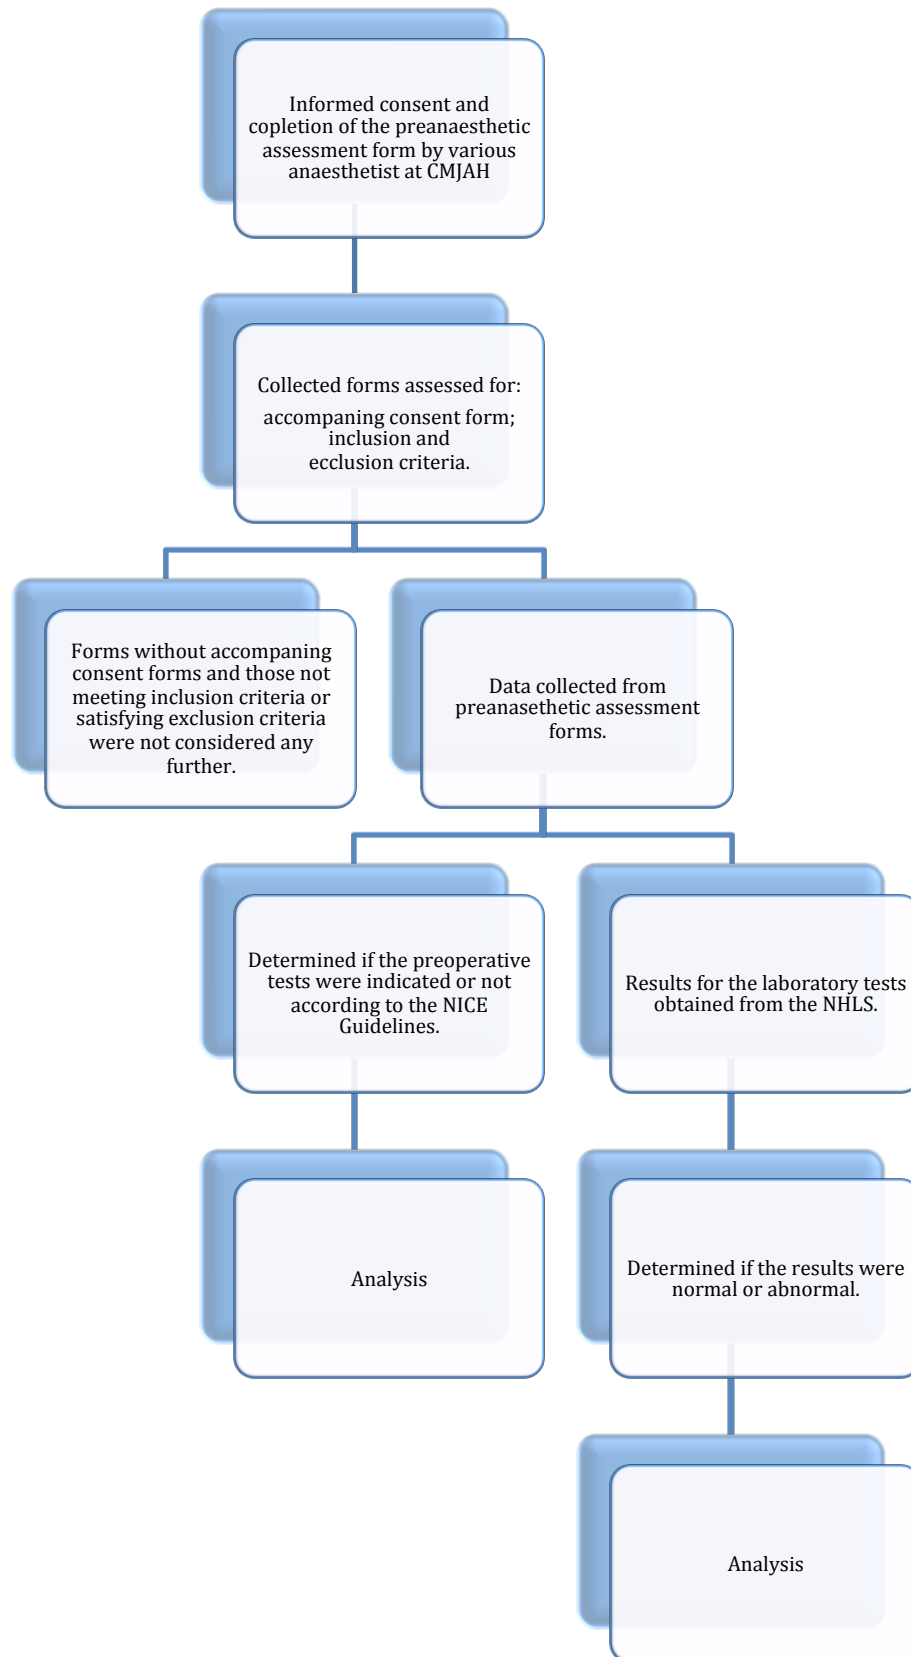 Informed consent and
copletion of the preanaesthetic
assessment form by various
anaesthetist at CMJAH
Collected forms assessed for:
accompaning consent form;
inclusion and
ecclusion criteria.
Forms without accompaning
consent forms and those not
meeting inclusion criteria or
satisfying exclusion criteria
were not considered any
further.
Data collected from
preanasethetic assessment
forms.
Determined if the preoperative
tests were indicated or not
according to the NICE
Guidelines.
Results for the laboratory tests
obtained from the NHLS.
Analysis
Determined if the results were
normal or abnormal.
Analysis